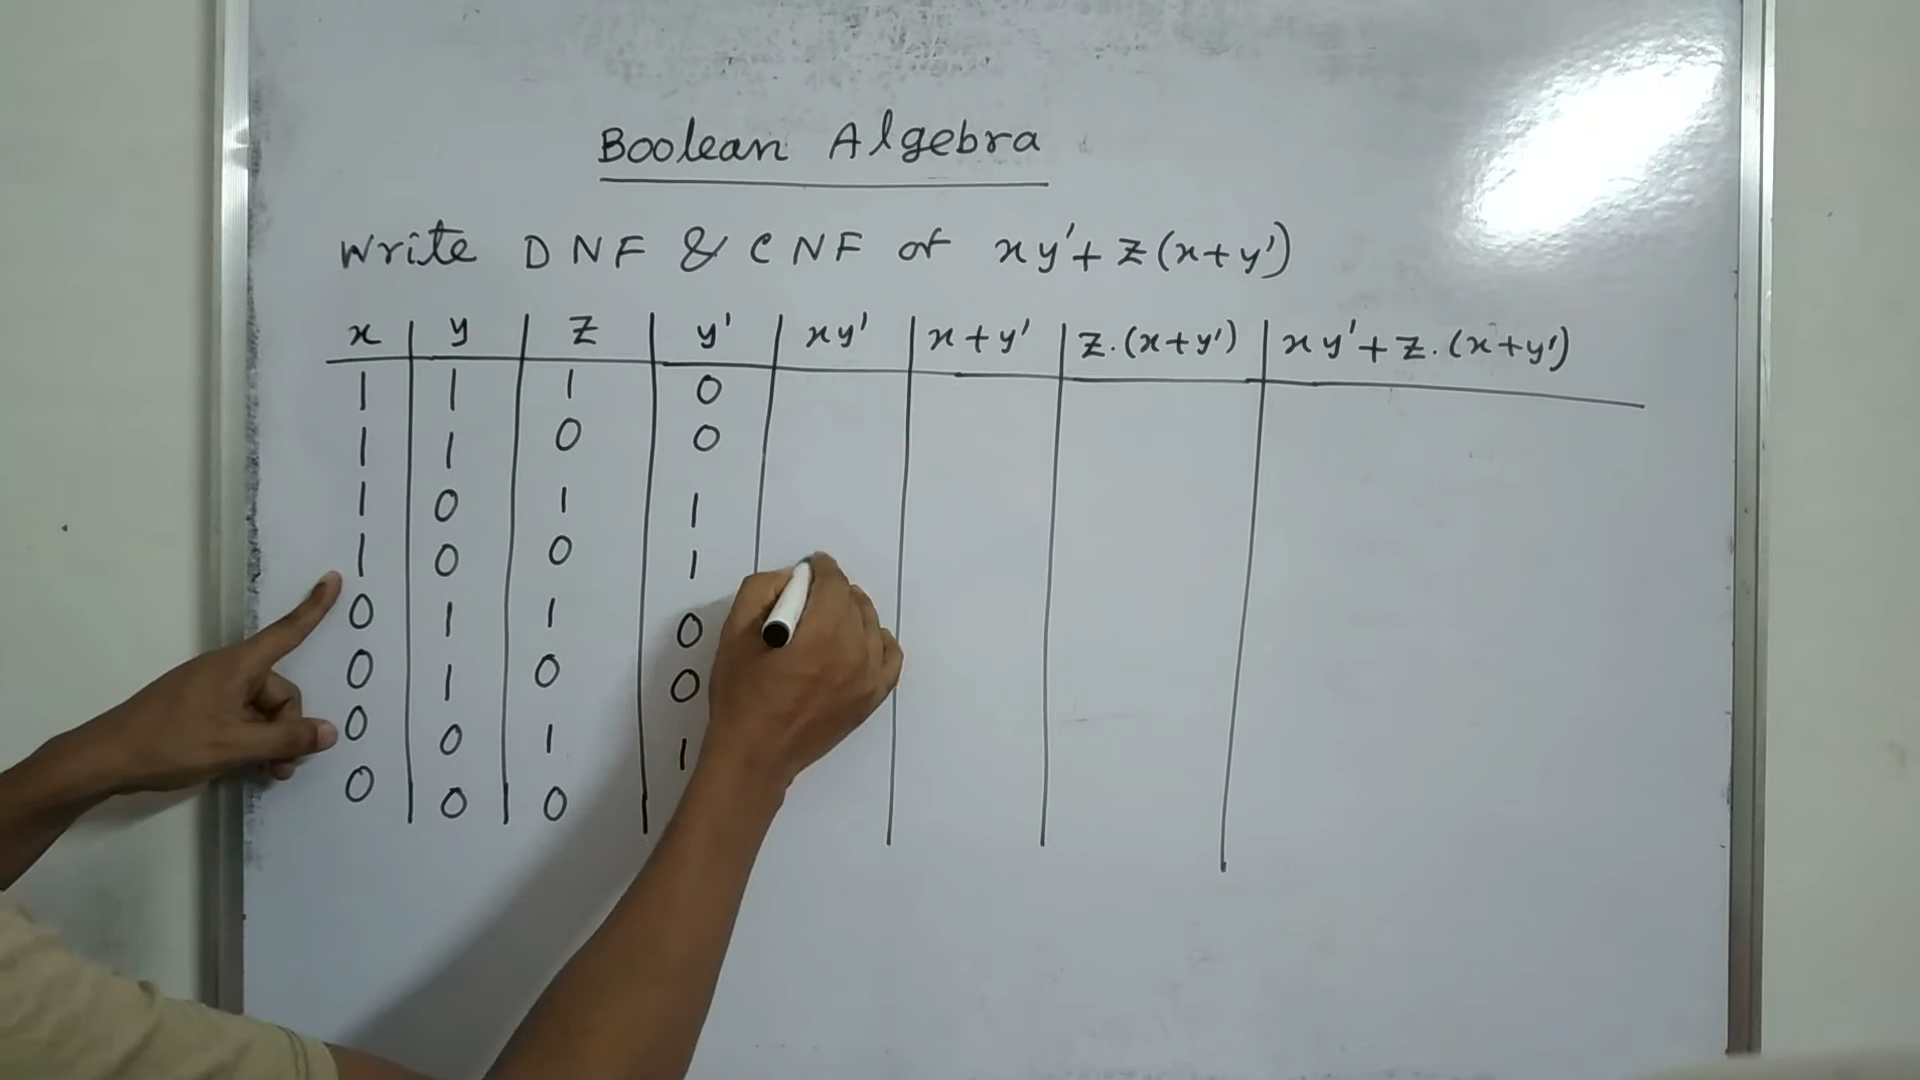 Boolean Algebra
Write DNF & CNF of xy'+z(x+y')
x | y | z | y' | xy' | x+y' | z.(x+y') | xy'+z.(x+y')
1 | 1 | 1 | 0
1 | 1 | 0 | 0
1 | 0 | 1 | 1
1 | 0 | 0 | 1
0 | 1 | 1 | 0
0 | 1 | 0 | 0
0 | 0 | 1 | 1
0 | 0 | 0